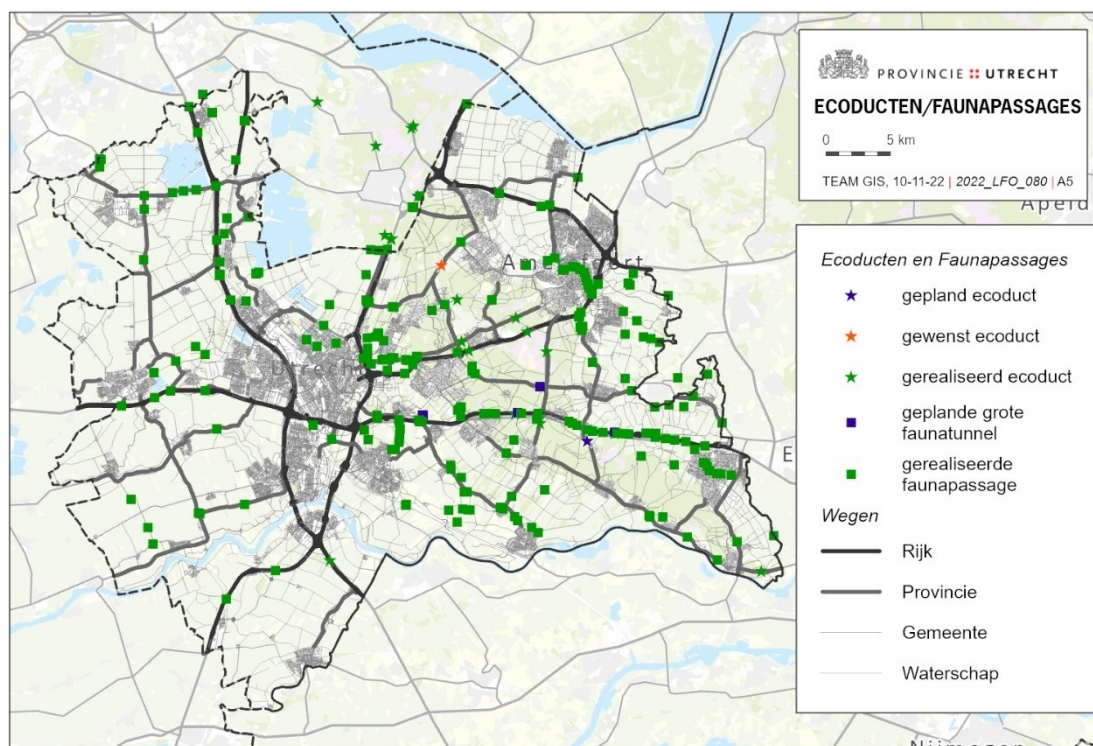 PROVINCIE UTRECHT
ECODUCTEN/FAUNAPASSAGES
0 5 km
TEAM GIS, 10-11-22 | 2022_LFO_080 | A5
Apeld
Amersfoort
Utrecht
E
Nijmegen
Ecoducten en Faunapassages
gepland ecoduct
gewenst ecoduct
gerealiseerd ecoduct
geplande grote
faunatunnel
gerealiseerde
faunapassage
Wegen
Rijk
Provincie
Gemeente
Waterschap